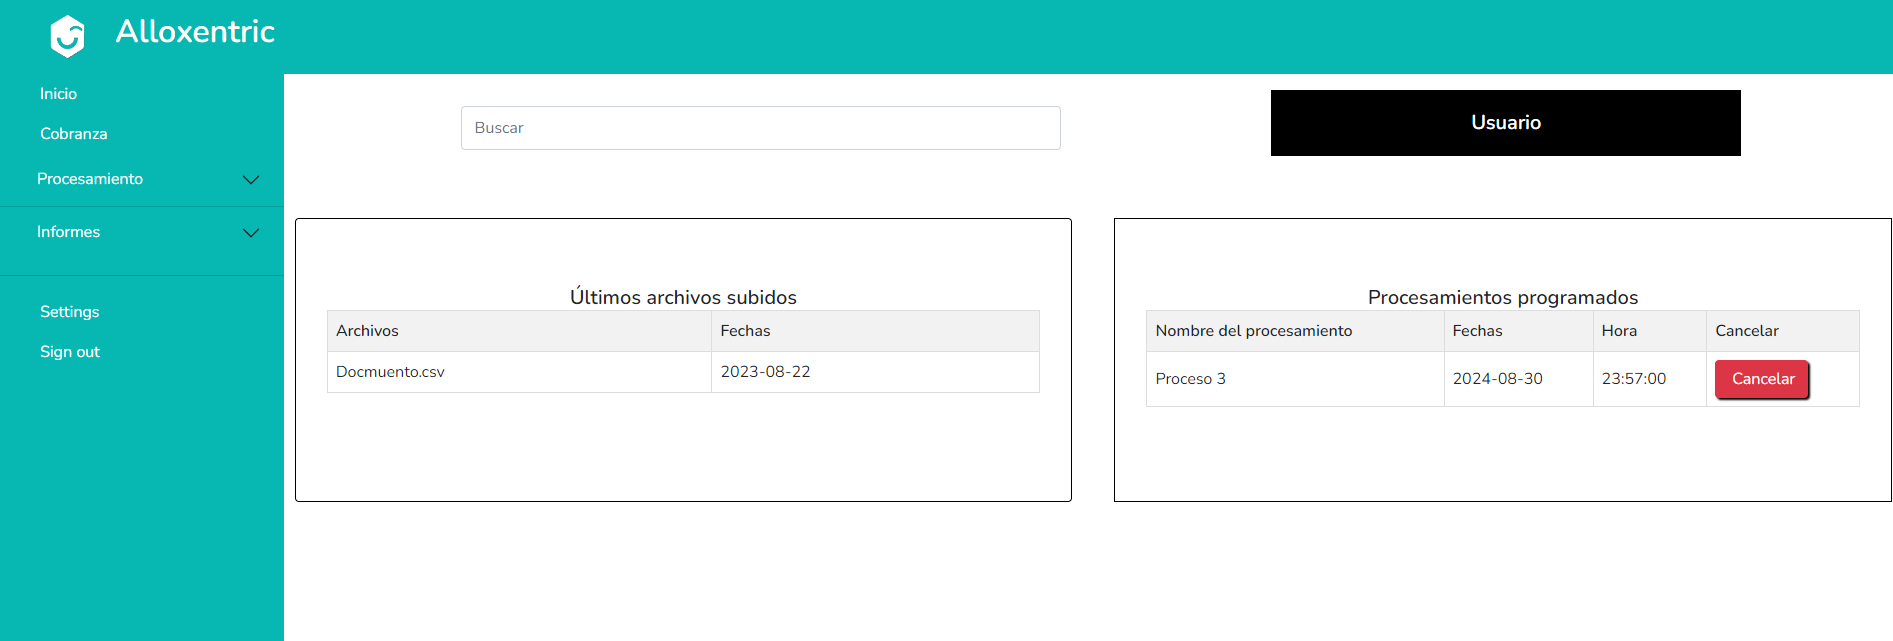 Alloxentric
Inicio
Cobranza
Procesamiento
Informes
Settings
Sign out
Buscar
Usuario
Últimos archivos subidos
Archivos Fechas
Docmuento.csv 2023-08-22
Procesamientos programados
Nombre del procesamiento Fechas Hora Cancelar
Proceso 3 2024-08-30 23:57:00 Cancelar